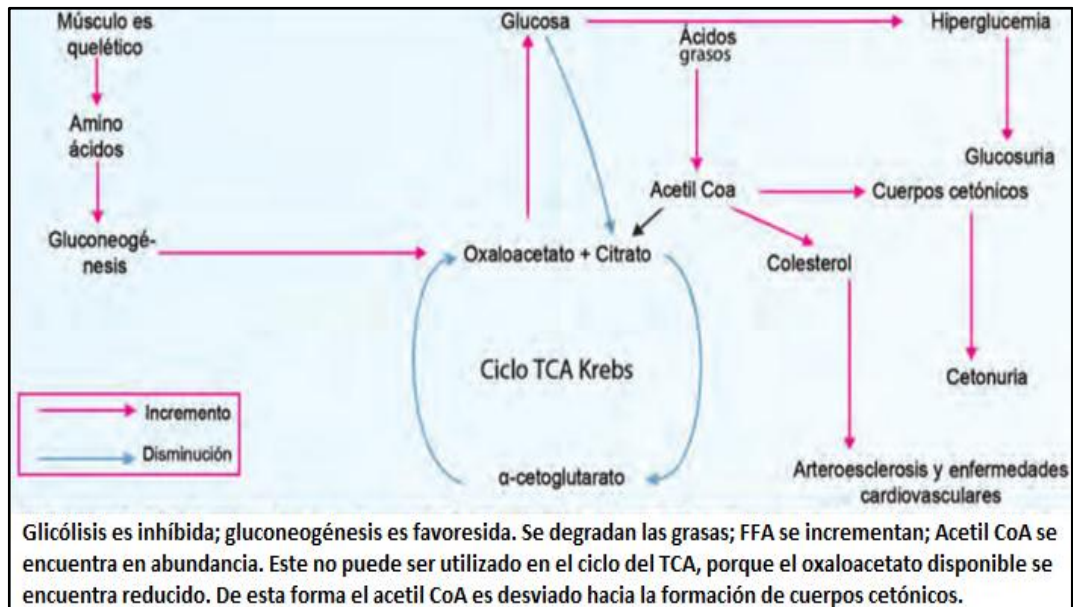 Músculo es
quelético
Glucosa
Hiperglucemia
Ácidos
grasos
Amino
ácidos
Glucosuria
Acetil Coa
Cuerpos cetónicos
Gluconeogé-
nesis
Oxaloacetato + Citrato
Colesterol
Ciclo TCA Krebs
Cetonuria
Incremento
Disminución
α-cetoglutarato
Arteroesclerosis y enfermedades
cardiovasculares
Glicólisis es inhíbida; gluconeogénesis es favoresida. Se degradan las grasas; FFA se incrementan; Acetil CoA se
encuentra en abundancia. Este no puede ser utilizado en el ciclo del TCA, porque el oxaloacetato disponible se
encuentra reducido. De esta forma el acetil CoA es desviado hacia la formación de cuerpos cetónicos.